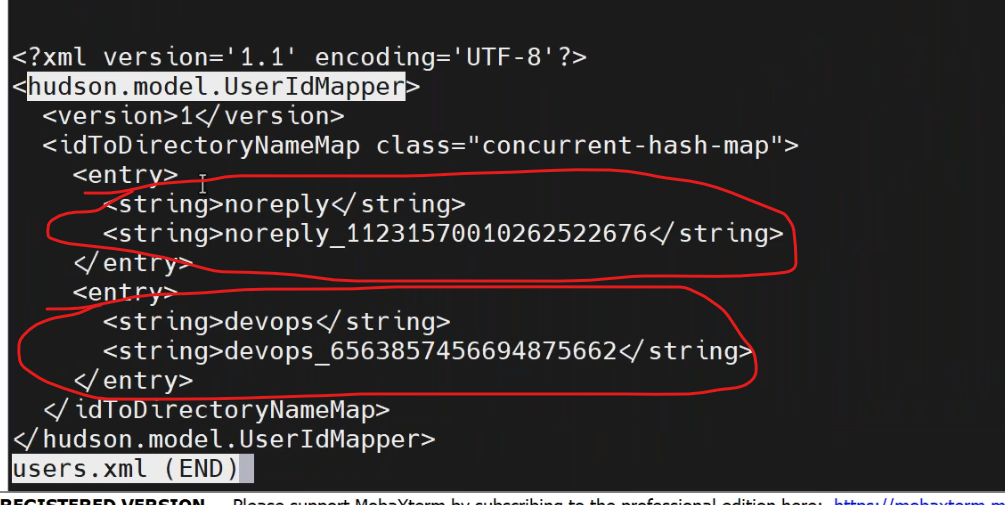 <?xml version='1.1' encoding='UTF-8'?>
<hudson.model.UserIdMapper>
<version>1</version>
<idToDirectoryNameMap class="concurrent-hash-map">
<entry>
<string>noreply</string>
<string>noreply_11231570010262522676</string>
</entry>
<entry>
<string>devops</string>
<string>devops_6563857456694875662</string>
</entry>
</idToDirectoryNameMap>
</hudson.model.UserIdMapper>
users.xml (END)
REGISTERED VERSION Please support MobaXterm by subscribing to the professional edition here: https://mobaxterm.m